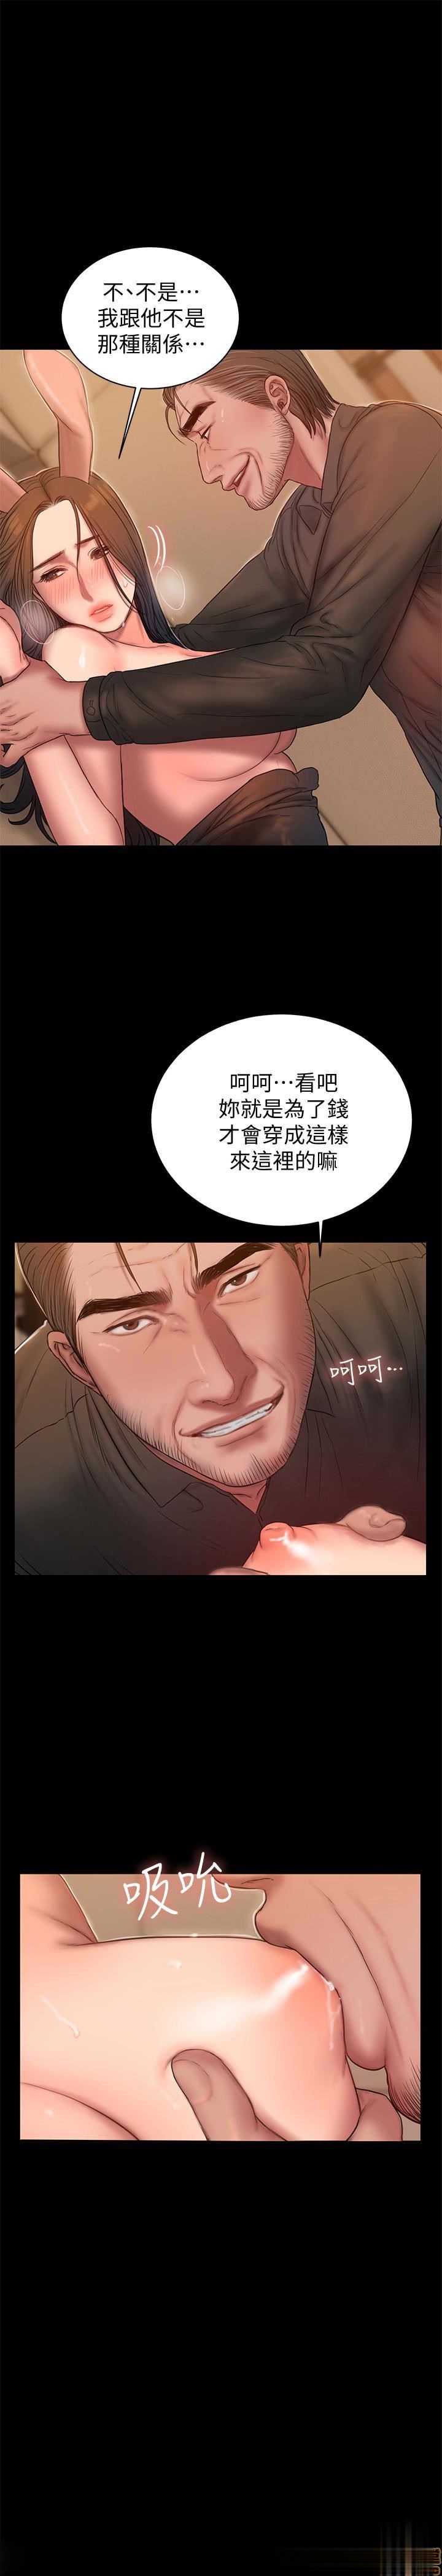 不、不是⋯
我跟他不是
那種關係⋯
呵呵⋯看吧
妳就是為了錢
才會穿成這樣
來這裡的嘛
呵呵…
吸吮